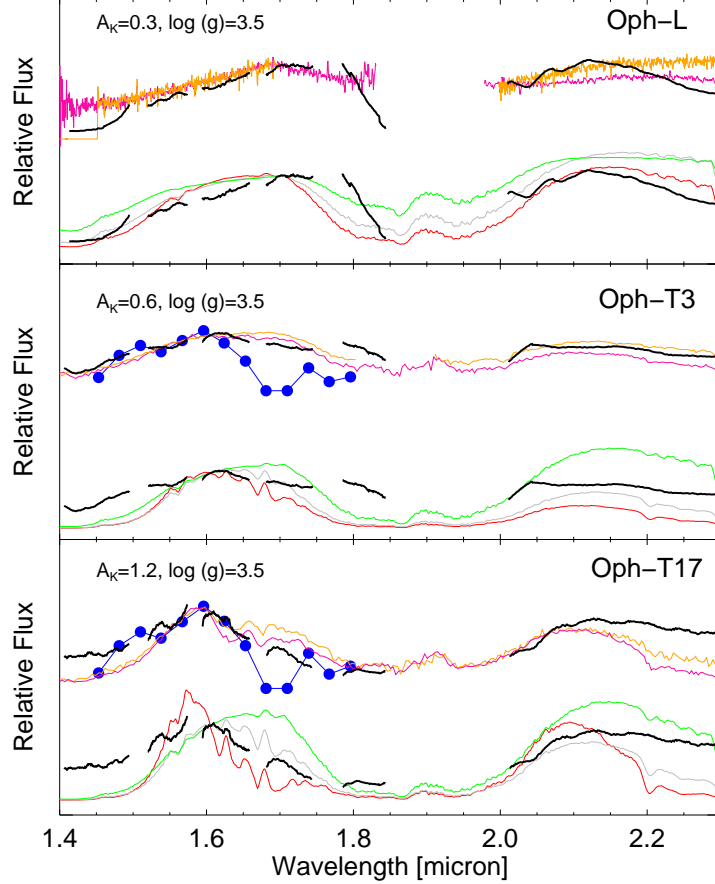 A_K=0.3, log (g)=3.5
Oph−L
Relative Flux
A_K=0.6, log (g)=3.5
Oph−T3
Relative Flux
A_K=1.2, log (g)=3.5
Oph−T17
Relative Flux
1.4 1.6 1.8 2.0 2.2
Wavelength [micron]